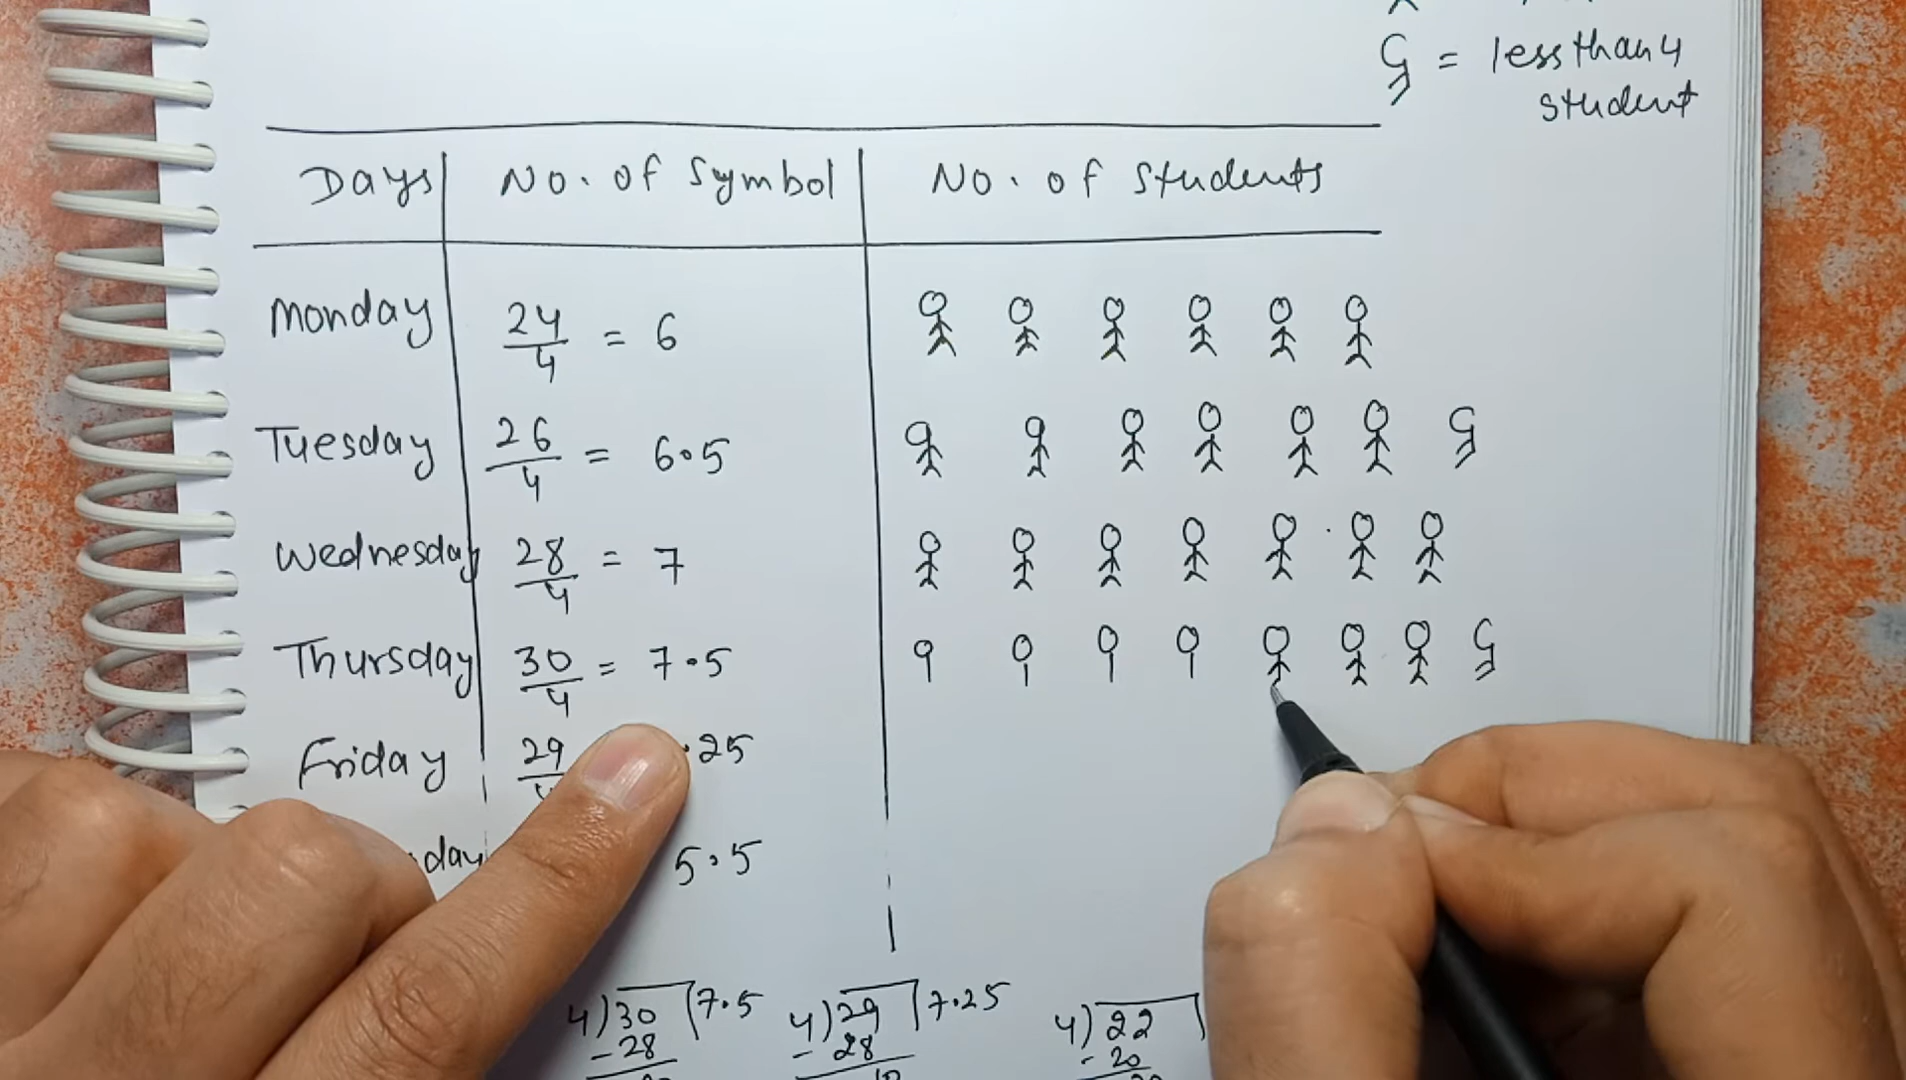 = less than 4
student
Days No. of Symbol No. of Students
Monday 24/4 = 6
Tuesday 26/4 = 6.5
Wednesday 28/4 = 7
Thursday 30/4 = 7.5
Friday 29 .25
day 5.5
4)30(7.5 4)29(7.25 4)22
-28 -28 -20